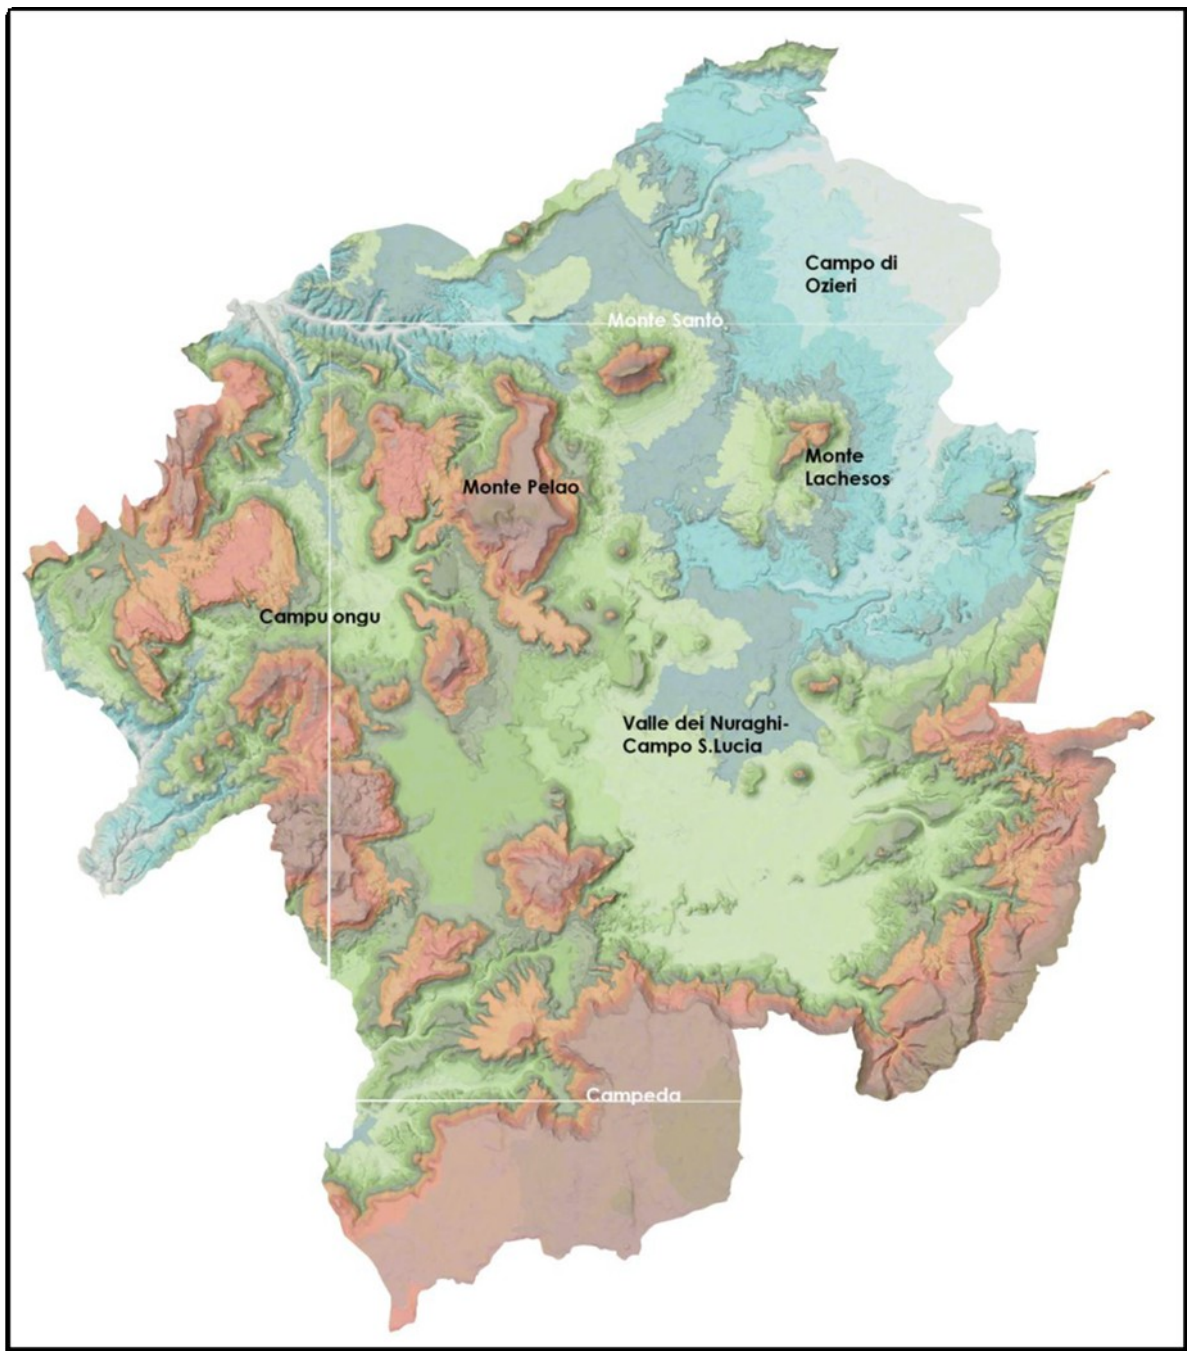 Campo di
Ozieri
Monte Santo
Monte
Lachesos
Monte Pelao
Campu ongu
Valle dei Nuraghi-
Campo S.Lucia
Campeda